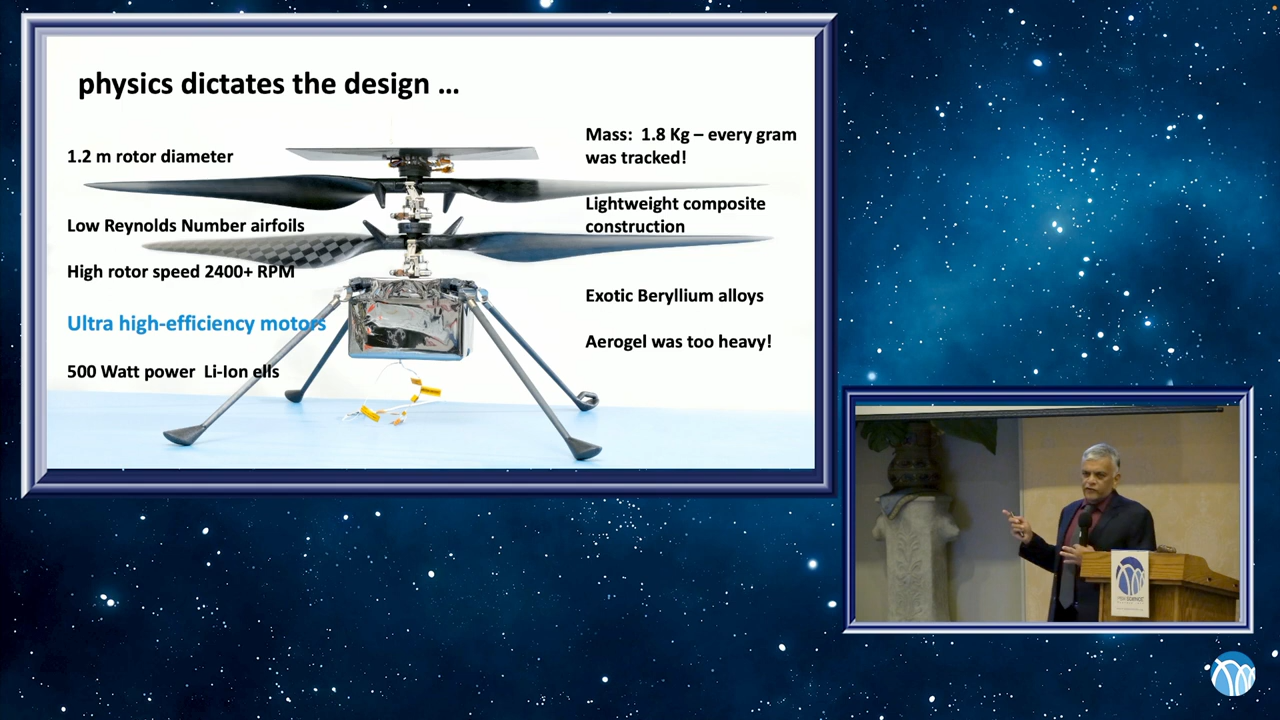 physics dictates the design ...
1.2 m rotor diameter
Low Reynolds Number airfoils
High rotor speed 2400+ RPM
Ultra high-efficiency motors
500 Watt power  Li-Ion ells
Mass:  1.8 Kg – every gram
was tracked!
Lightweight composite
construction
Exotic Beryllium alloys
Aerogel was too heavy!
SCIENCE